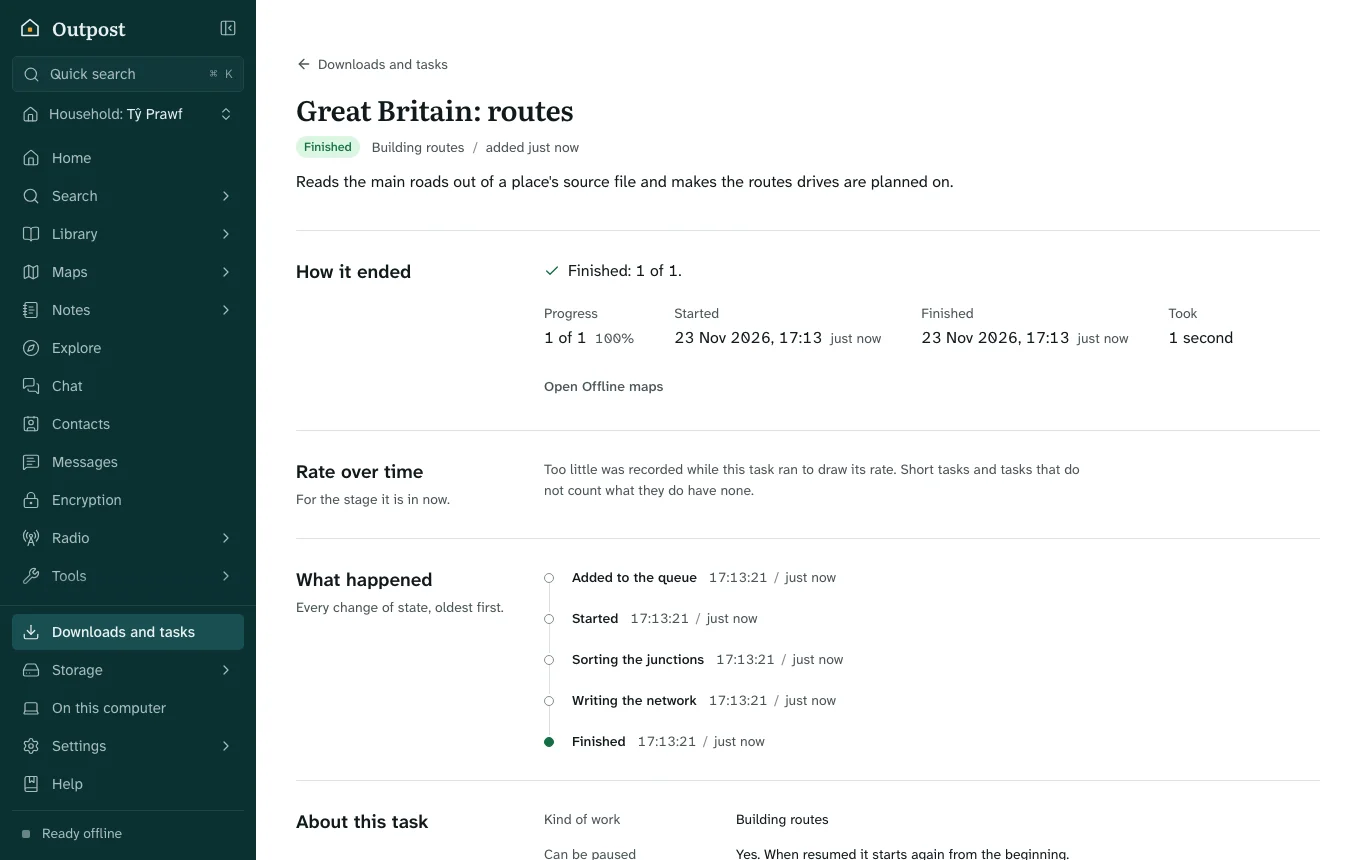 Outpost
Quick search ⌘ K
Household: Tŷ Prawf
Home
Search
Library
Maps
Notes
Explore
Chat
Contacts
Messages
Encryption
Radio
Tools
Downloads and tasks
Storage
On this computer
Settings
Help
Ready offline
Downloads and tasks
Great Britain: routes
Finished Building routes / added just now
Reads the main roads out of a place's source file and makes the routes drives are planned on.
How it ended
Finished: 1 of 1.
Progress Started Finished Took
1 of 1 100% 23 Nov 2026, 17:13 just now 23 Nov 2026, 17:13 just now 1 second
Open Offline maps
Rate over time
For the stage it is in now.
Too little was recorded while this task ran to draw its rate. Short tasks and tasks that do
not count what they do have none.
What happened
Every change of state, oldest first.
Added to the queue 17:13:21 / just now
Started 17:13:21 / just now
Sorting the junctions 17:13:21 / just now
Writing the network 17:13:21 / just now
Finished 17:13:21 / just now
About this task
Kind of work Building routes
Can be paused Yes. When resumed it starts again from the beginning.